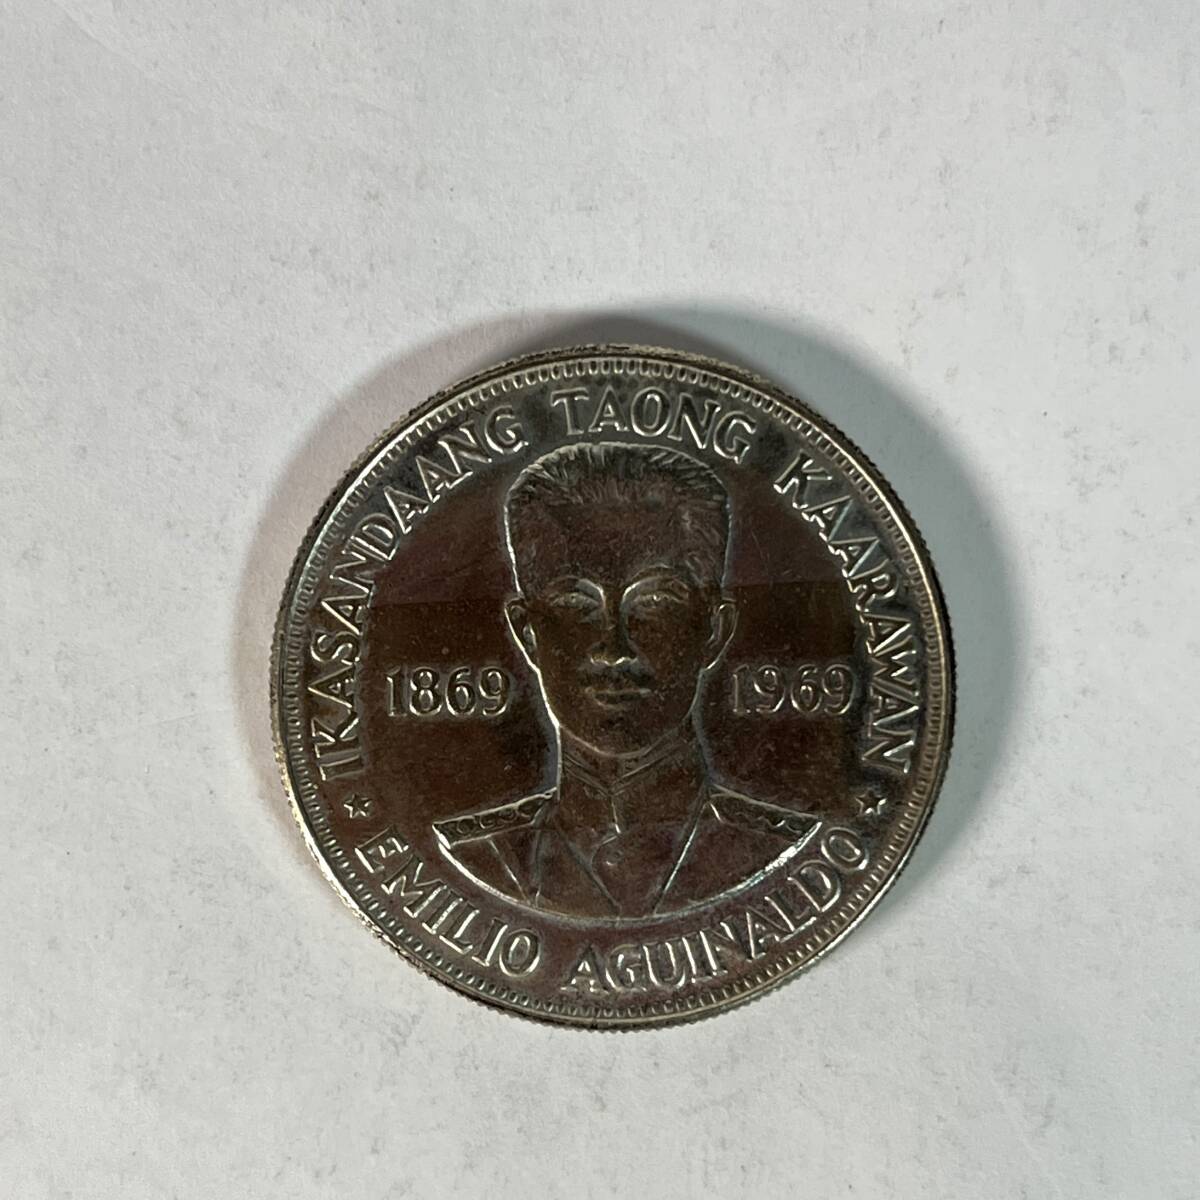 IKASANDAANG TAONG KAARAWAN
1869 1969
EMILIO AGUINALDO